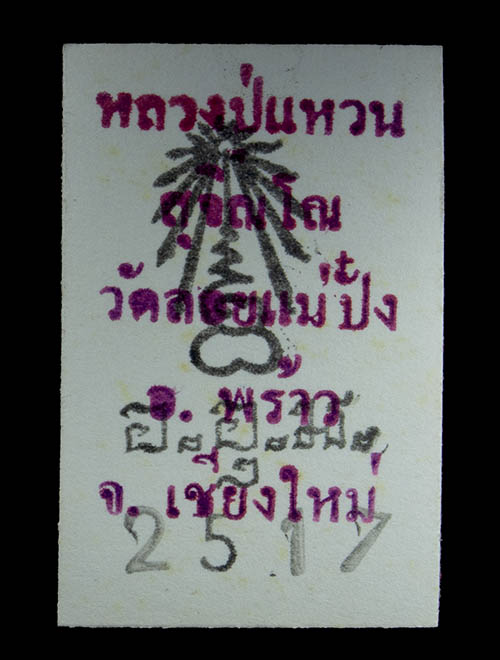 หลวงปู่แหวน
สุจิณโณ
วัดดอยแม่ปั๋ง
อ. พร้าว
จ. เชียงใหม่
2517